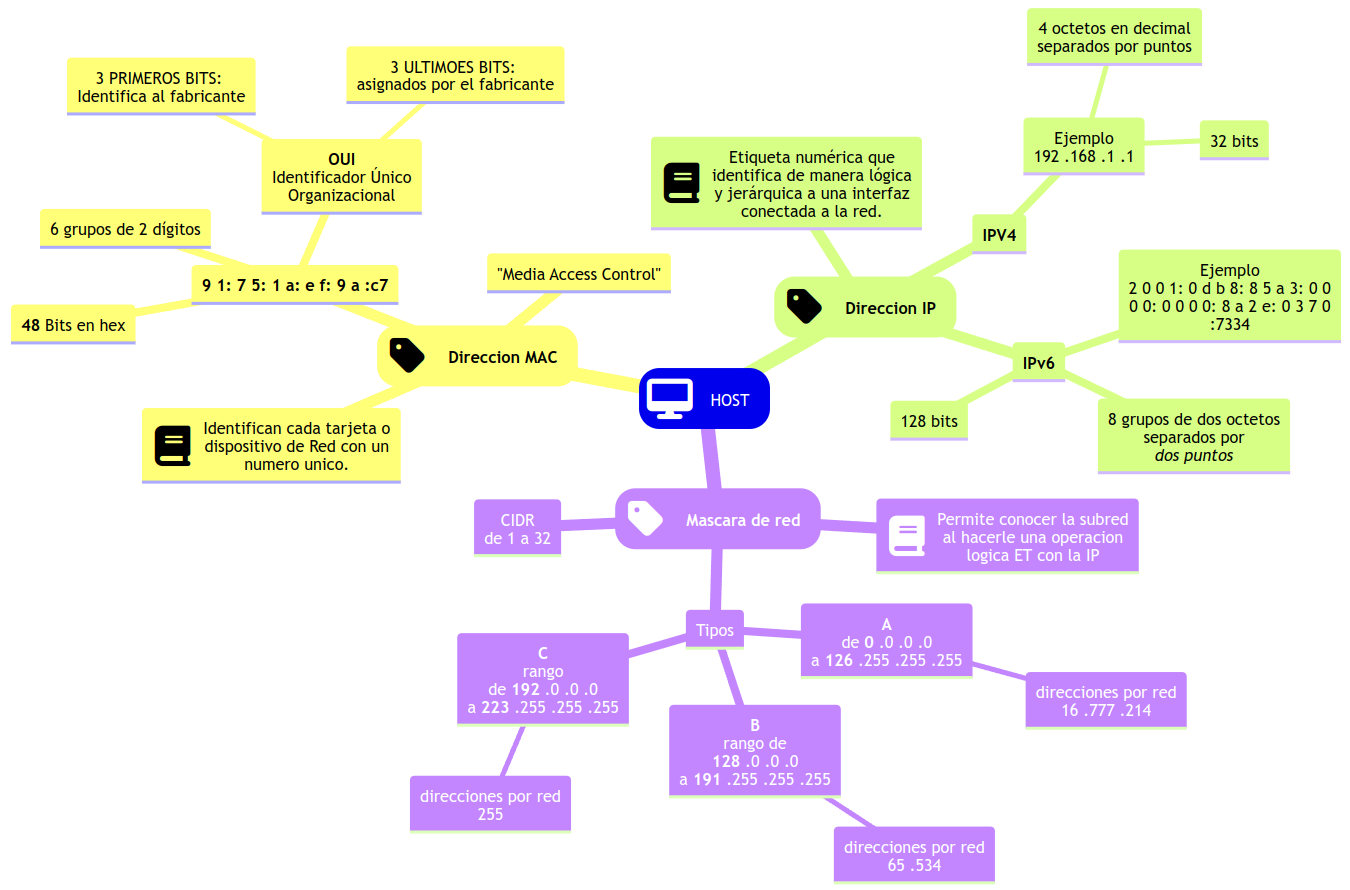 4 octetos en decimal
separados por puntos
3 PRIMEROS BITS:
Identifica al fabricante
3 ULTIMOES BITS:
asignados por el fabricante
OUI
Identificador Único
Organizacional
6 grupos de 2 dígitos
9 1: 7 5: 1 a: e f: 9 a :c7
48 Bits en hex
"Media Access Control"
Direccion MAC
Identifican cada tarjeta o
dispositivo de Red con un
numero unico.
Etiqueta numérica que
identifica de manera lógica
y jerárquica a una interfaz
conectada a la red.
Ejemplo
192 .168 .1 .1
32 bits
IPV4
Direccion IP
Ejemplo
2 0 0 1: 0 d b 8: 8 5 a 3: 0 0
0 0: 0 0 0 0: 8 a 2 e: 0 3 7 0
:7334
IPv6
128 bits
8 grupos de dos octetos
separados por
dos puntos
HOST
CIDR
de 1 a 32
Mascara de red
Permite conocer la subred
al hacerle una operacion
logica ET con la IP
Tipos
A
de 0 .0 .0 .0
a 126 .255 .255 .255
direcciones por red
16 .777 .214
C
rango
de 192 .0 .0 .0
a 223 .255 .255 .255
direcciones por red
255
B
rango de
128 .0 .0 .0
a 191 .255 .255 .255
direcciones por red
65 .534